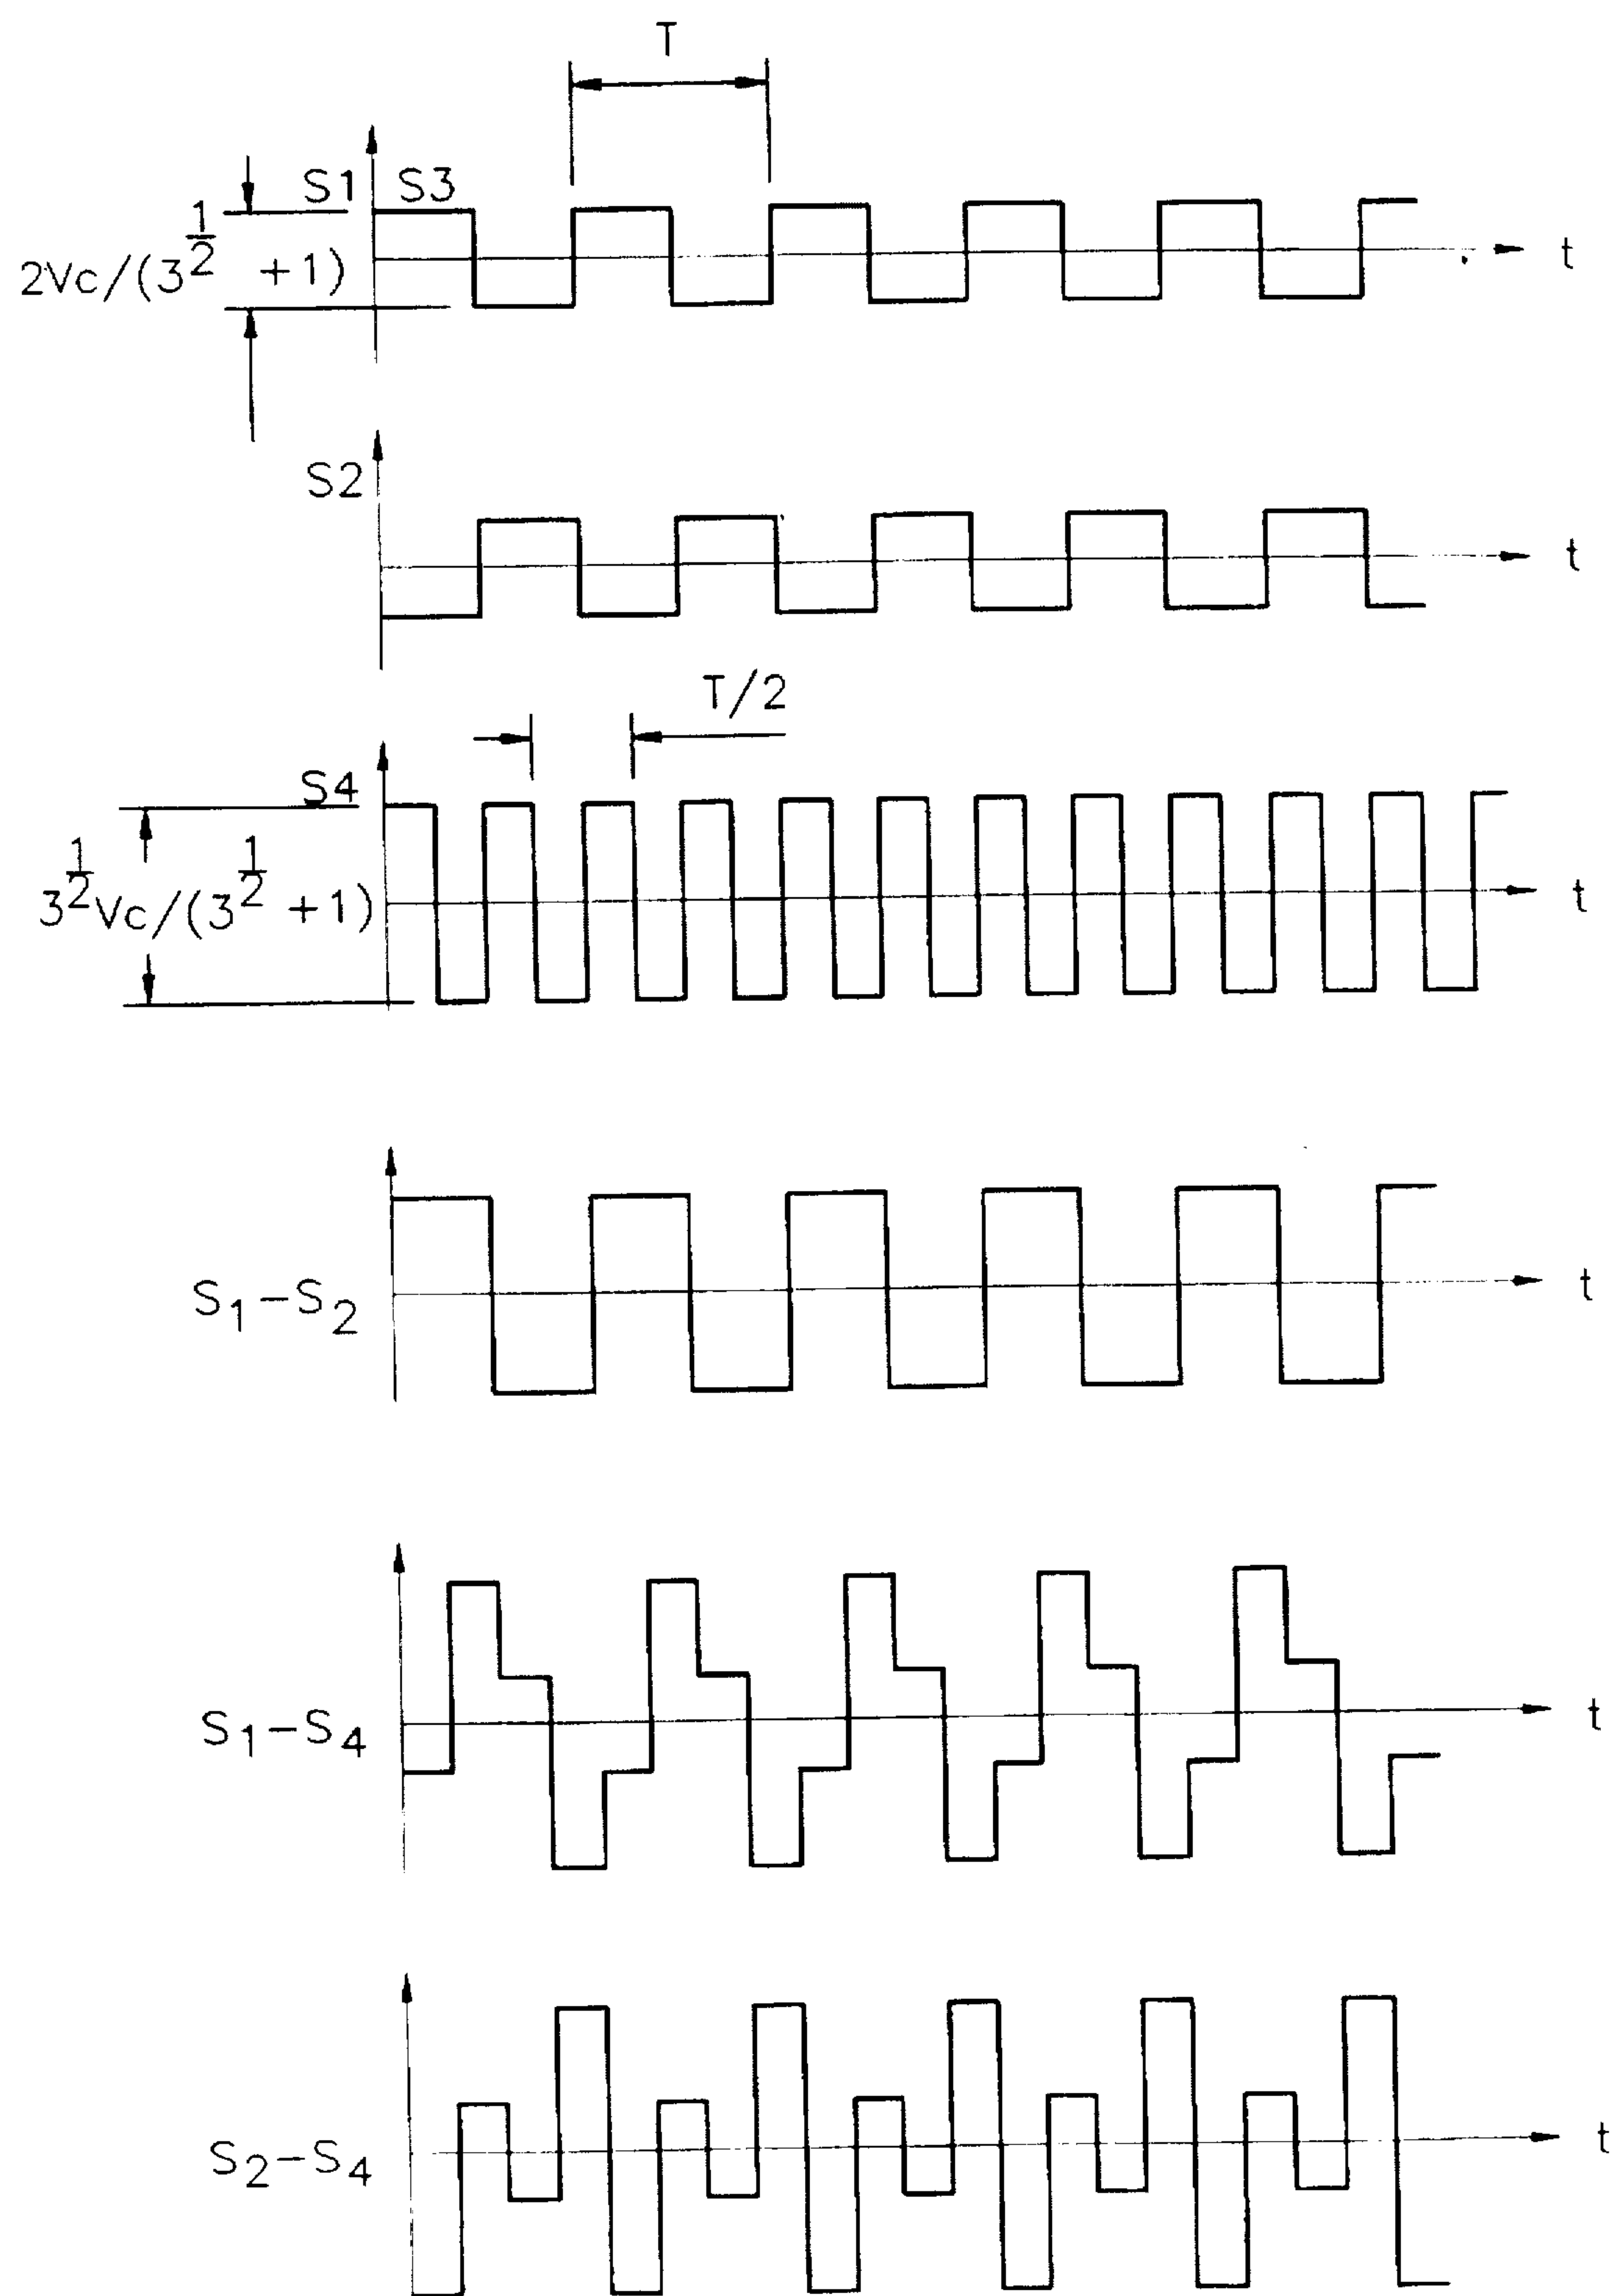 T
S1 S3
2Vc/(3^{1/2} +1)
t
S2
t
T/2
S4
3^{1/2}Vc/(3^{1/2} +1)
t
S₁-S₂
t
S₁-S₄
t
S₂-S₄
t